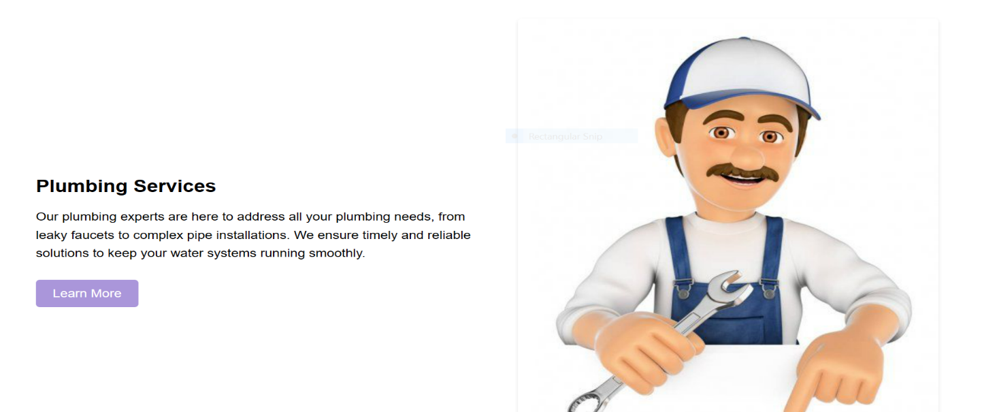 Rectangular Snip
Plumbing Services
Our plumbing experts are here to address all your plumbing needs, from
leaky faucets to complex pipe installations. We ensure timely and reliable
solutions to keep your water systems running smoothly.
Learn More